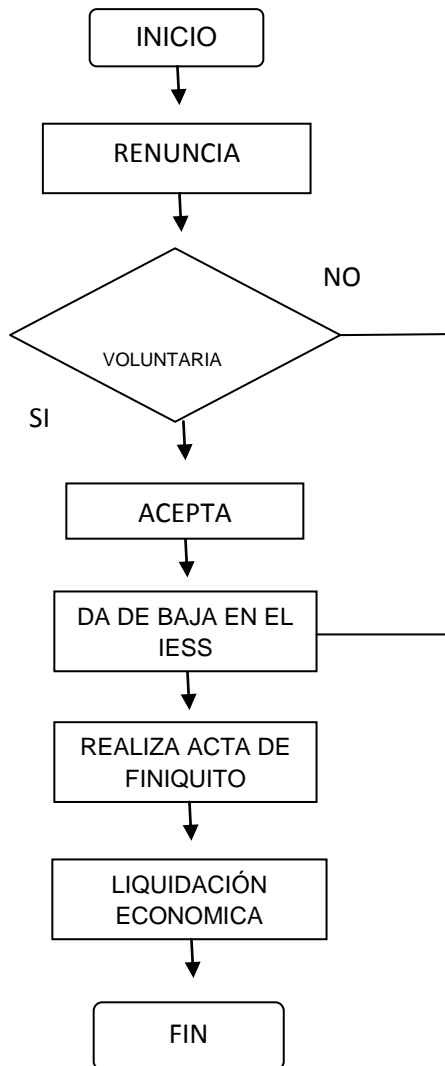 INICIO
RENUNCIA
NO
VOLUNTARIA
SI
ACEPTA
DA DE BAJA EN EL
IESS
REALIZA ACTA DE
FINIQUITO
LIQUIDACIÓN
ECONOMICA
FIN